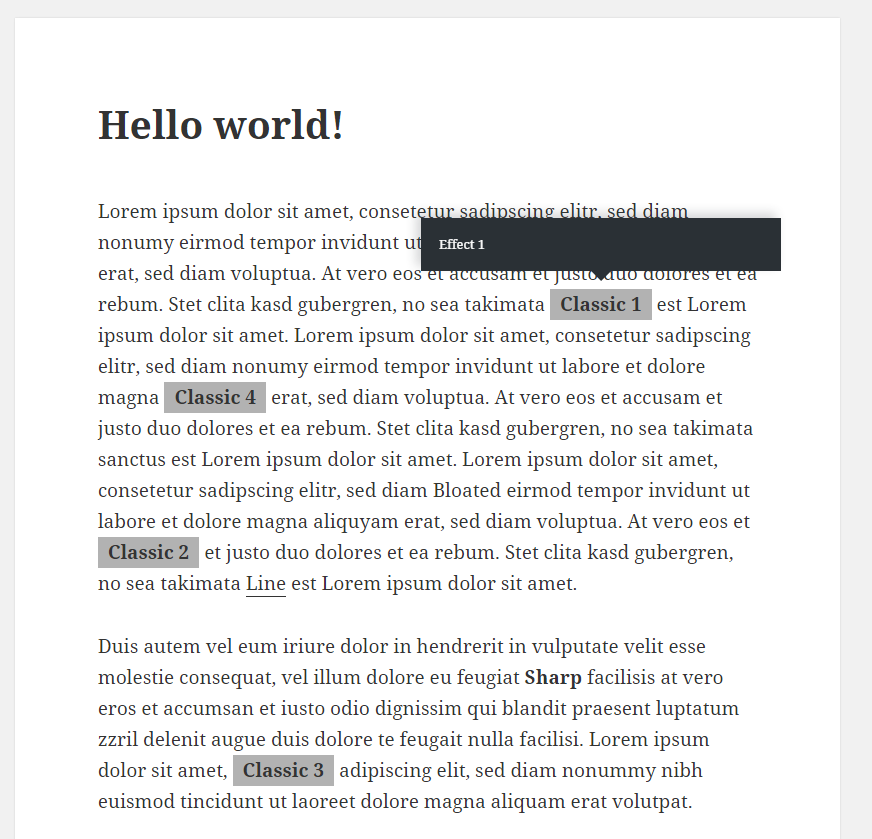 Hello world!
Lorem ipsum dolor sit amet, consetetur sadipscing elitr, sed diam
nonumy eirmod tempor invidunt ut
Effect 1
erat, sed diam voluptua. At vero eos et accusam et justo duo dolores et ea
rebum. Stet clita kasd gubergren, no sea takimata Classic 1 est Lorem
ipsum dolor sit amet. Lorem ipsum dolor sit amet, consetetur sadipscing
elitr, sed diam nonumy eirmod tempor invidunt ut labore et dolore
magna Classic 4 erat, sed diam voluptua. At vero eos et accusam et
justo duo dolores et ea rebum. Stet clita kasd gubergren, no sea takimata
sanctus est Lorem ipsum dolor sit amet. Lorem ipsum dolor sit amet,
consetetur sadipscing elitr, sed diam Bloated eirmod tempor invidunt ut
labore et dolore magna aliquyam erat, sed diam voluptua. At vero eos et
Classic 2 et justo duo dolores et ea rebum. Stet clita kasd gubergren,
no sea takimata Line est Lorem ipsum dolor sit amet.
Duis autem vel eum iriure dolor in hendrerit in vulputate velit esse
molestie consequat, vel illum dolore eu feugiat Sharp facilisis at vero
eros et accumsan et iusto odio dignissim qui blandit praesent luptatum
zzril delenit augue duis dolore te feugait nulla facilisi. Lorem ipsum
dolor sit amet, Classic 3 adipiscing elit, sed diam nonummy nibh
euismod tincidunt ut laoreet dolore magna aliquam erat volutpat.